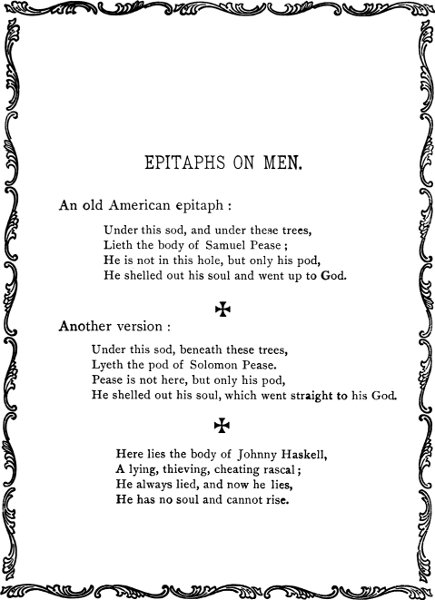 EPITAPHS ON MEN.
An old American epitaph :
Under this sod, and under these trees,
Lieth the body of Samuel Pease ;
He is not in this hole, but only his pod,
He shelled out his soul and went up to God.
Another version :
Under this sod, beneath these trees,
Lyeth the pod of Solomon Pease.
Pease is not here, but only his pod,
He shelled out his soul, which went straight to his God.
Here lies the body of Johnny Haskell,
A lying, thieving, cheating rascal ;
He always lied, and now he lies,
He has no soul and cannot rise.